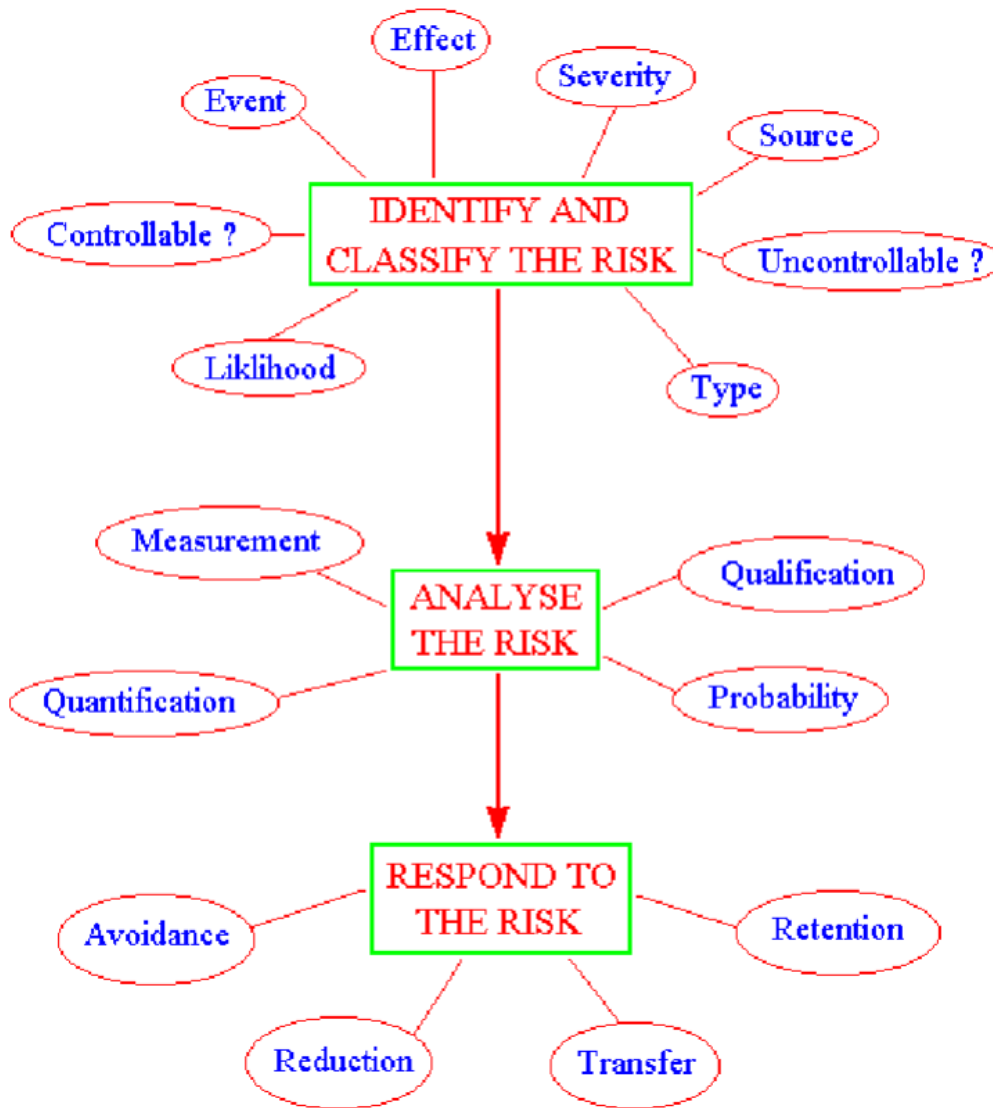 Effect
Event
Severity
Source
IDENTIFY AND
CLASSIFY THE RISK
Controllable ?
Uncontrollable ?
Liklihood
Type
Measurement
Qualification
ANALYSE
THE RISK
Quantification
Probability
RESPOND TO
THE RISK
Avoidance
Retention
Reduction
Transfer